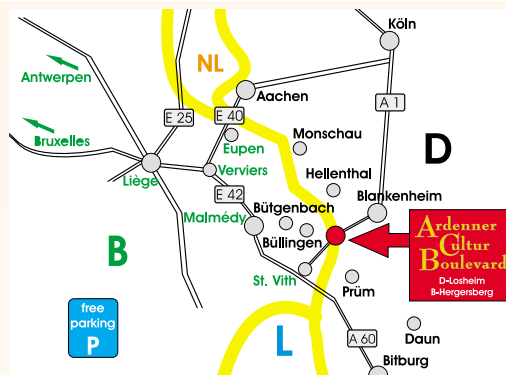 Köln
NL
Antwerpen
Aachen
A 1
E 25
E 40
Bruxelles
Eupen
Monschau
D
Verviers
Liège
Hellenthal
E 42
Blankenheim
Malmédy
Bütgenbach
Büllingen
Ardenner
Cultur
Boulevard
D-Losheim
B-Hergersberg
B
St. Vith
Prüm
free
parking
P
L
A 60
Daun
Bitburg